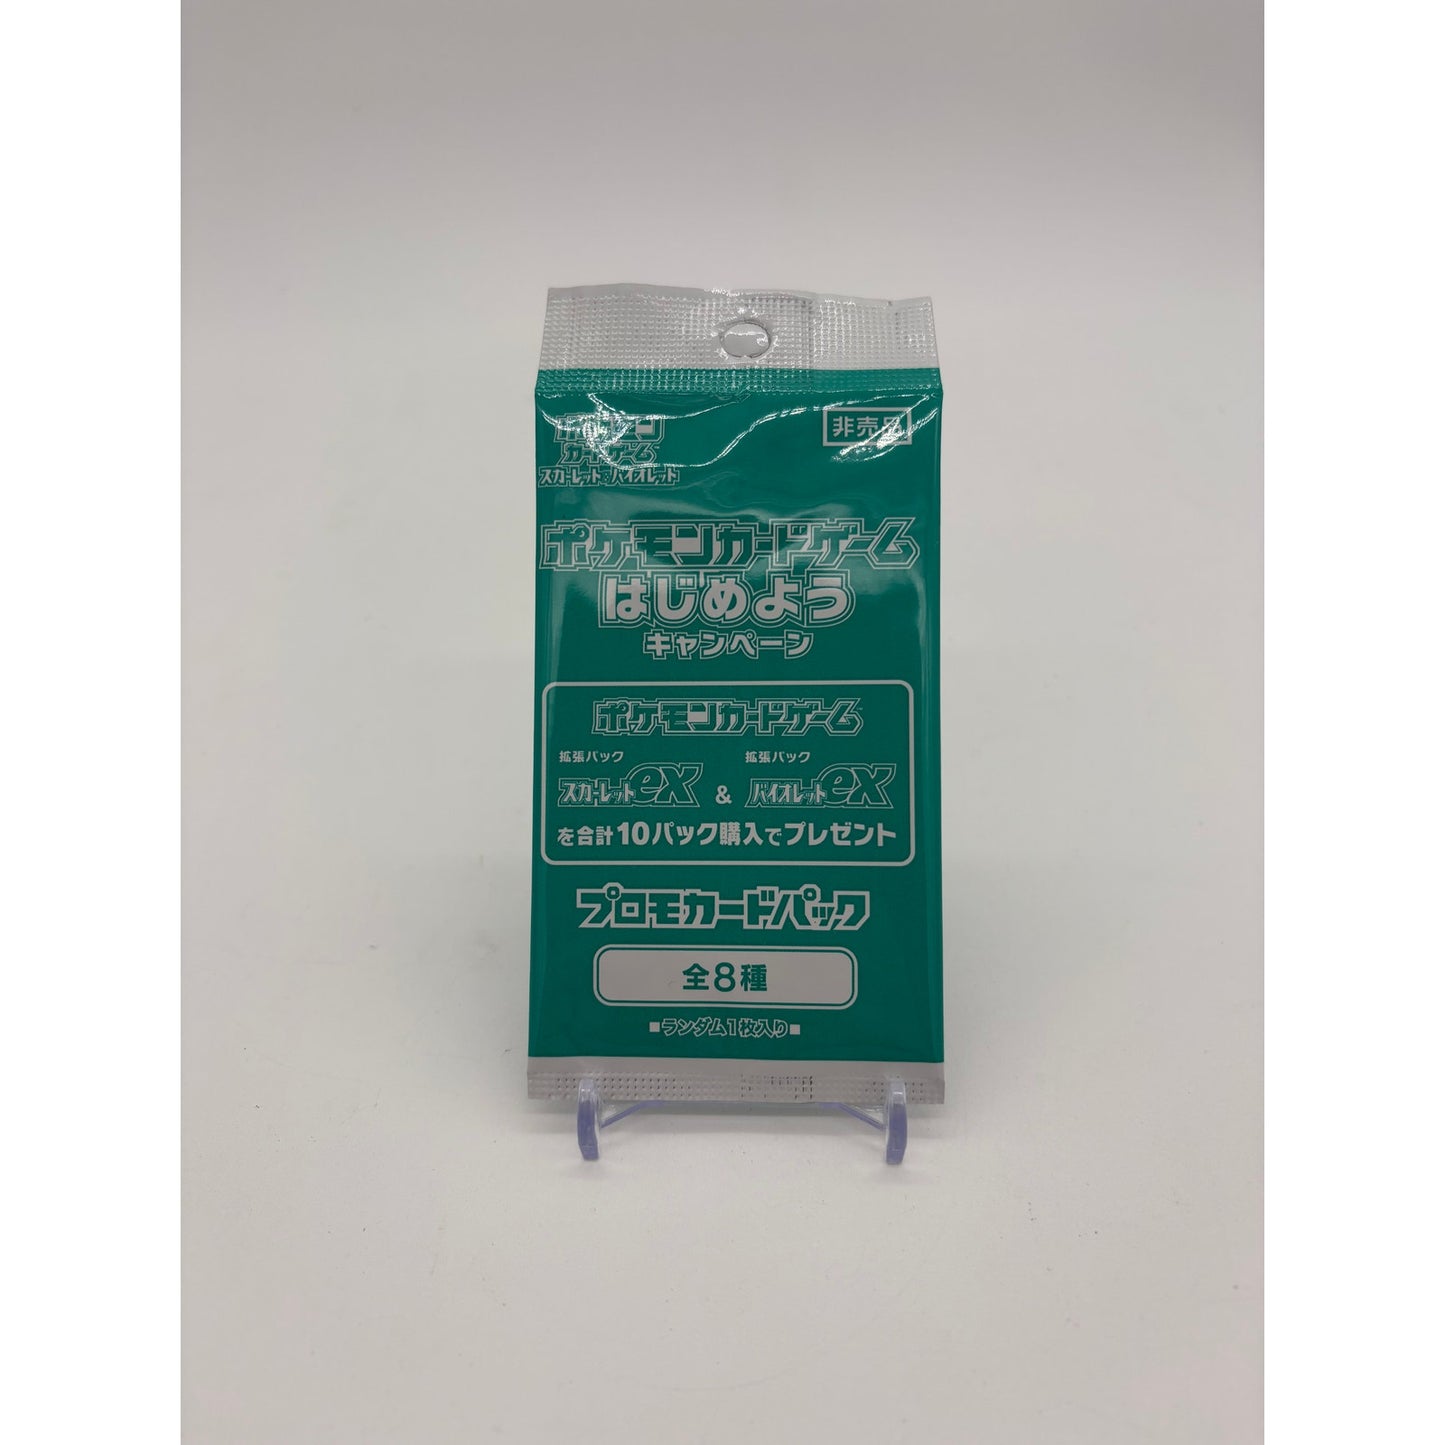 ポケモン
カードゲーム
スカーレット&バイオレット
非売品
ポケモンカードゲーム
はじめよう
キャンペーン
ポケモンカードゲーム™
拡張パック 拡張パック
スカーレットex & バイオレットex
を合計10パック購入でプレゼント
プロモカードパック
全8種
■ランダム1枚入り■